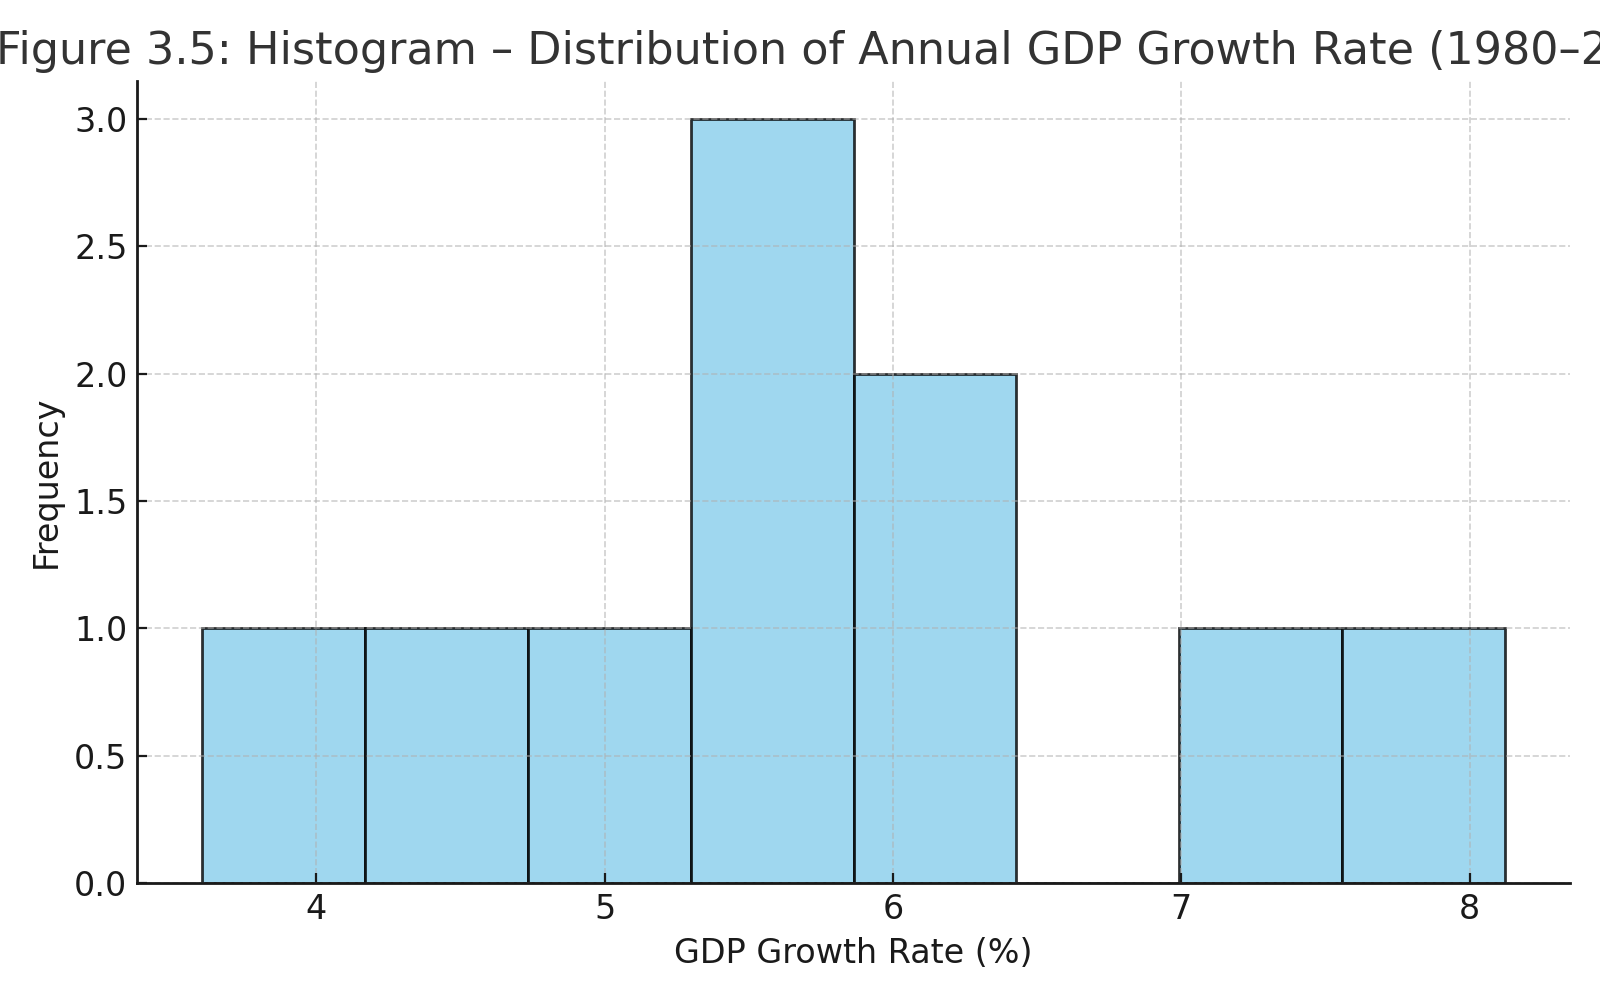 Figure 3.5: Histogram – Distribution of Annual GDP Growth Rate (1980–2
3.0
2.5
2.0
1.5
1.0
0.5
0.0
Frequency
4 5 6 7 8
GDP Growth Rate (%)